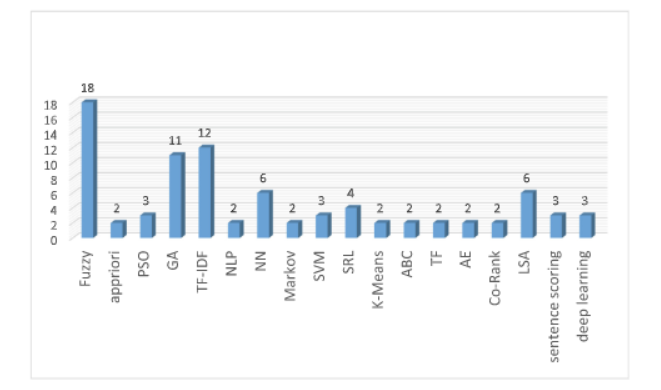 18
12
11
6
6
4
3
3
3
3
2
2
2
2
2
2
2
2
18
16
14
12
10
8
6
4
2
0
Fuzzy
appriori
PSO
GA
TF-IDF
NLP
NN
Markov
SVM
SRL
K-Means
ABC
TF
AE
Co-Rank
LSA
sentence scoring
deep learning